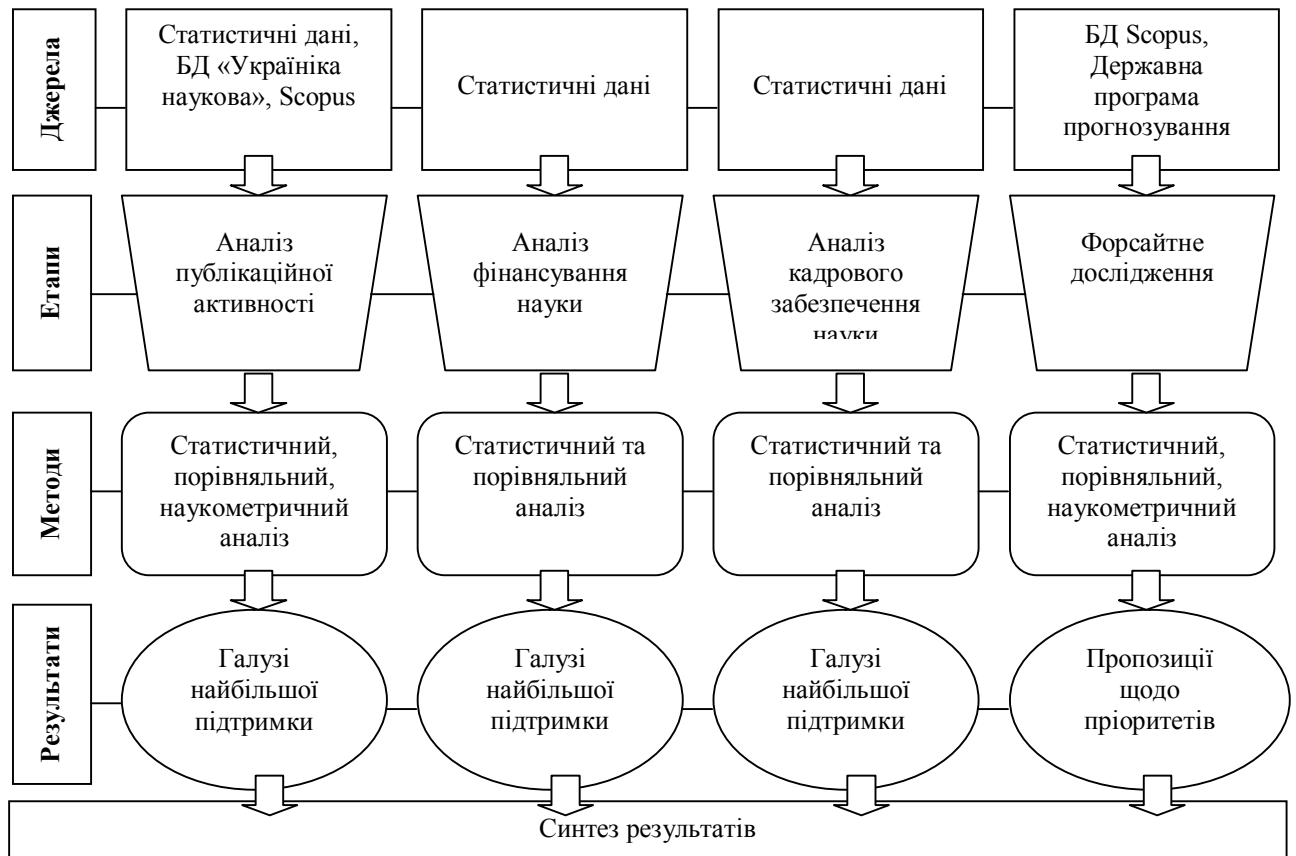 Джерела
Статистичні дані,
БД «Україніка
наукова», Scopus
Статистичні дані
Статистичні дані
БД Scopus,
Державна
програма
прогнозування
Етапи
Аналіз
публікаційної
активності
Аналіз
фінансування
науки
Аналіз
кадрового
забезпечення
науки
Форсайтне
дослідження
Методи
Статистичний,
порівняльний,
наукометричний
аналіз
Статистичний та
порівняльний
аналіз
Статистичний та
порівняльний
аналіз
Статистичний,
порівняльний,
наукометричний
аналіз
Результати
Галузі
найбільшої
підтримки
Галузі
найбільшої
підтримки
Галузі
найбільшої
підтримки
Пропозиції
щодо
пріоритетів
Синтез результатів